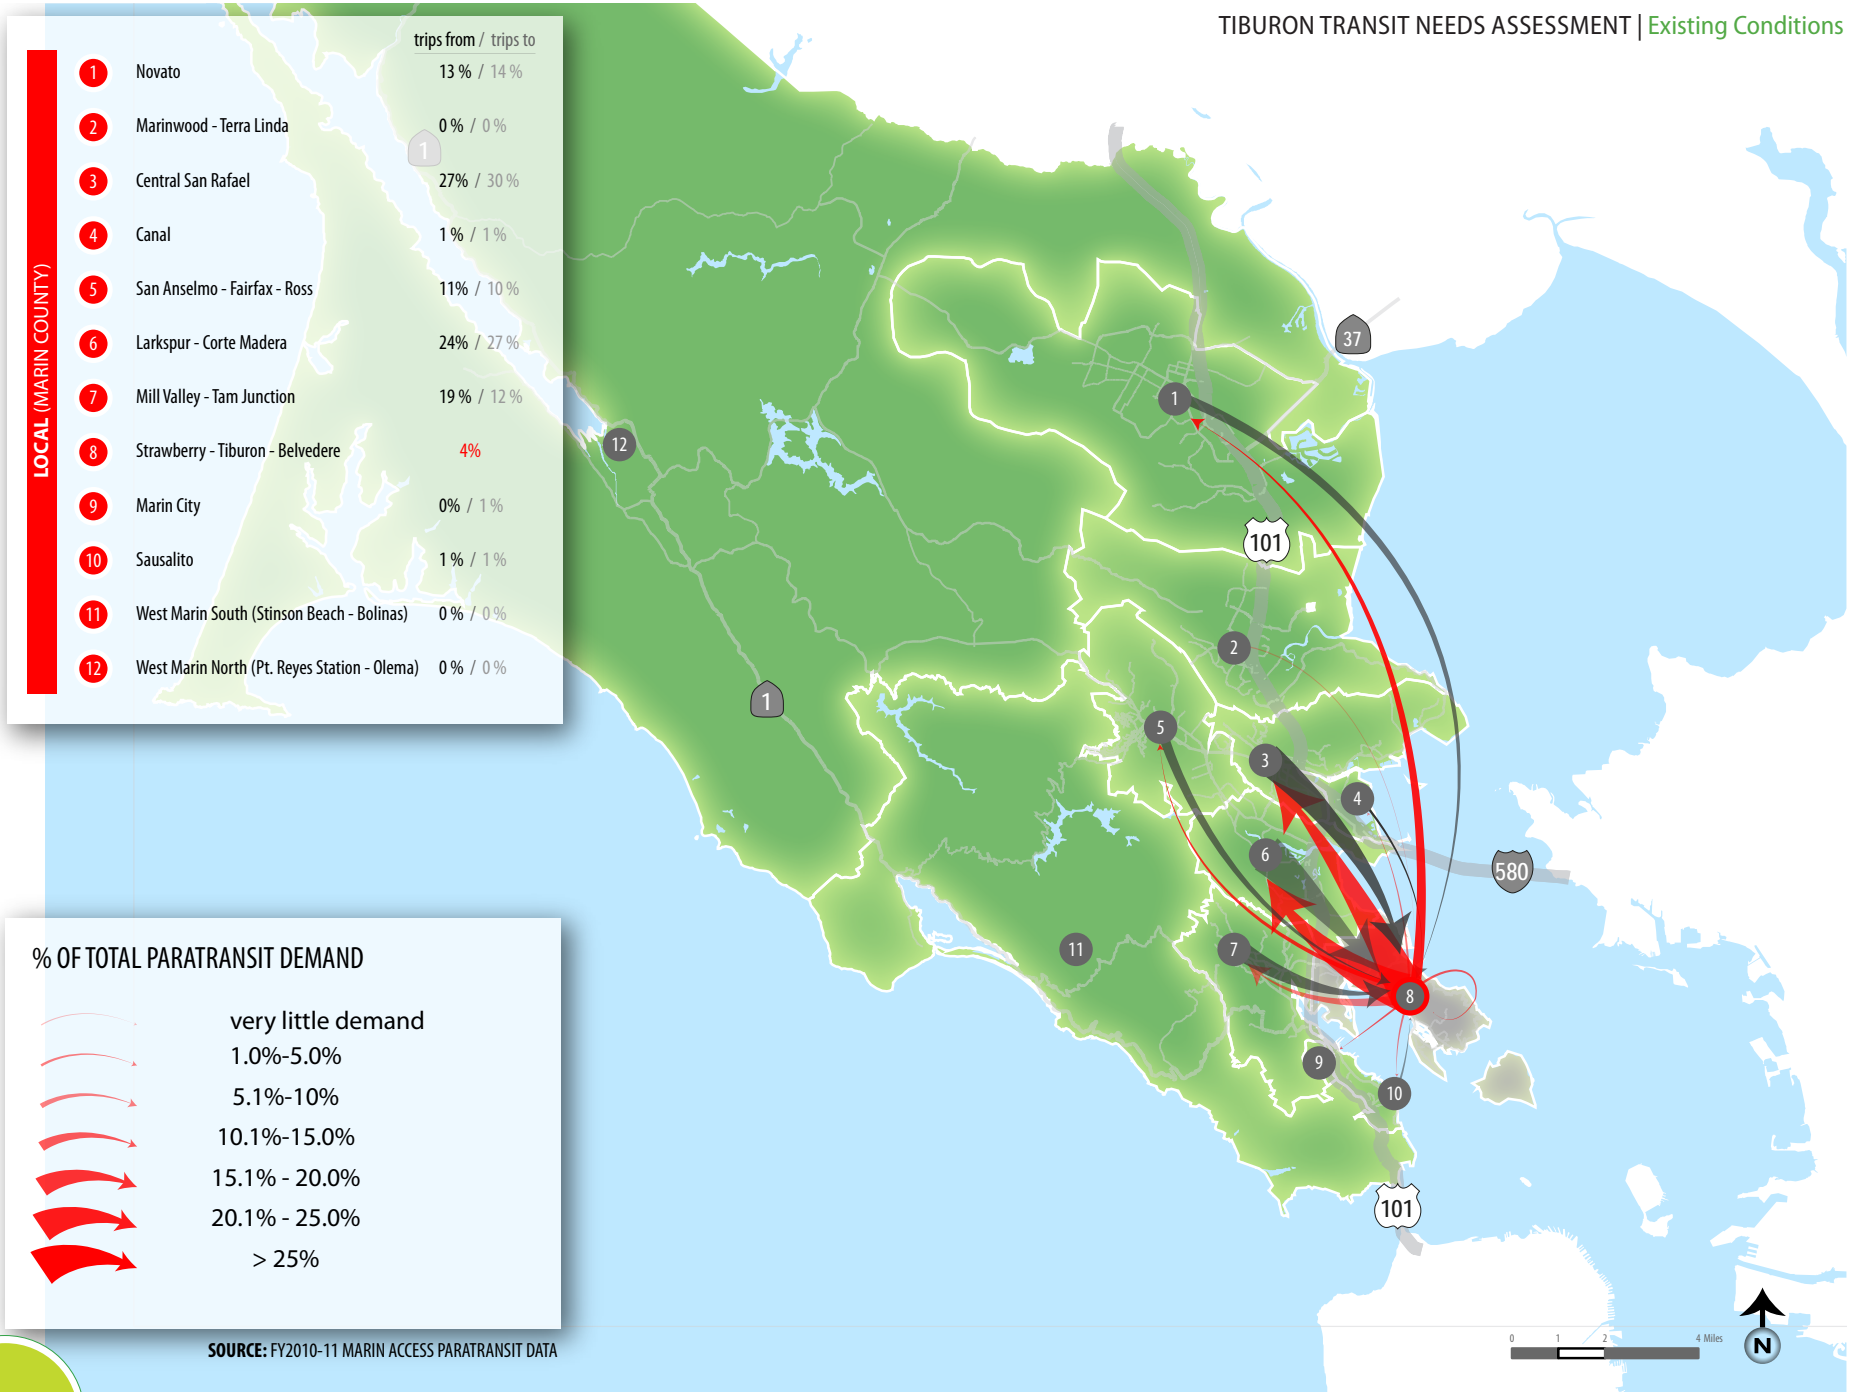 TIBURON TRANSIT NEEDS ASSESSMENT | Existing Conditions
trips from / trips to
LOCAL (MARIN COUNTY)
1 Novato 13 % / 14 %
2 Marinwood - Terra Linda 0 % / 0 %
3 Central San Rafael 27% / 30 %
4 Canal 1 % / 1 %
5 San Anselmo - Fairfax - Ross 11% / 10 %
6 Larkspur - Corte Madera 24% / 27 %
7 Mill Valley - Tam Junction 19 % / 12 %
8 Strawberry - Tiburon - Belvedere 4%
9 Marin City 0% / 1 %
10 Sausalito 1 % / 1 %
11 West Marin South (Stinson Beach - Bolinas) 0 % / 0 %
12 West Marin North (Pt. Reyes Station - Olema) 0 % / 0 %
1
37
1
12
101
2
1
5
3
4
6
580
7
11
8
9
10
101
% OF TOTAL PARATRANSIT DEMAND
very little demand
1.0%-5.0%
5.1%-10%
10.1%-15.0%
15.1% - 20.0%
20.1% - 25.0%
> 25%
SOURCE: FY2010-11 MARIN ACCESS PARATRANSIT DATA
0 1 2 4 Miles
N